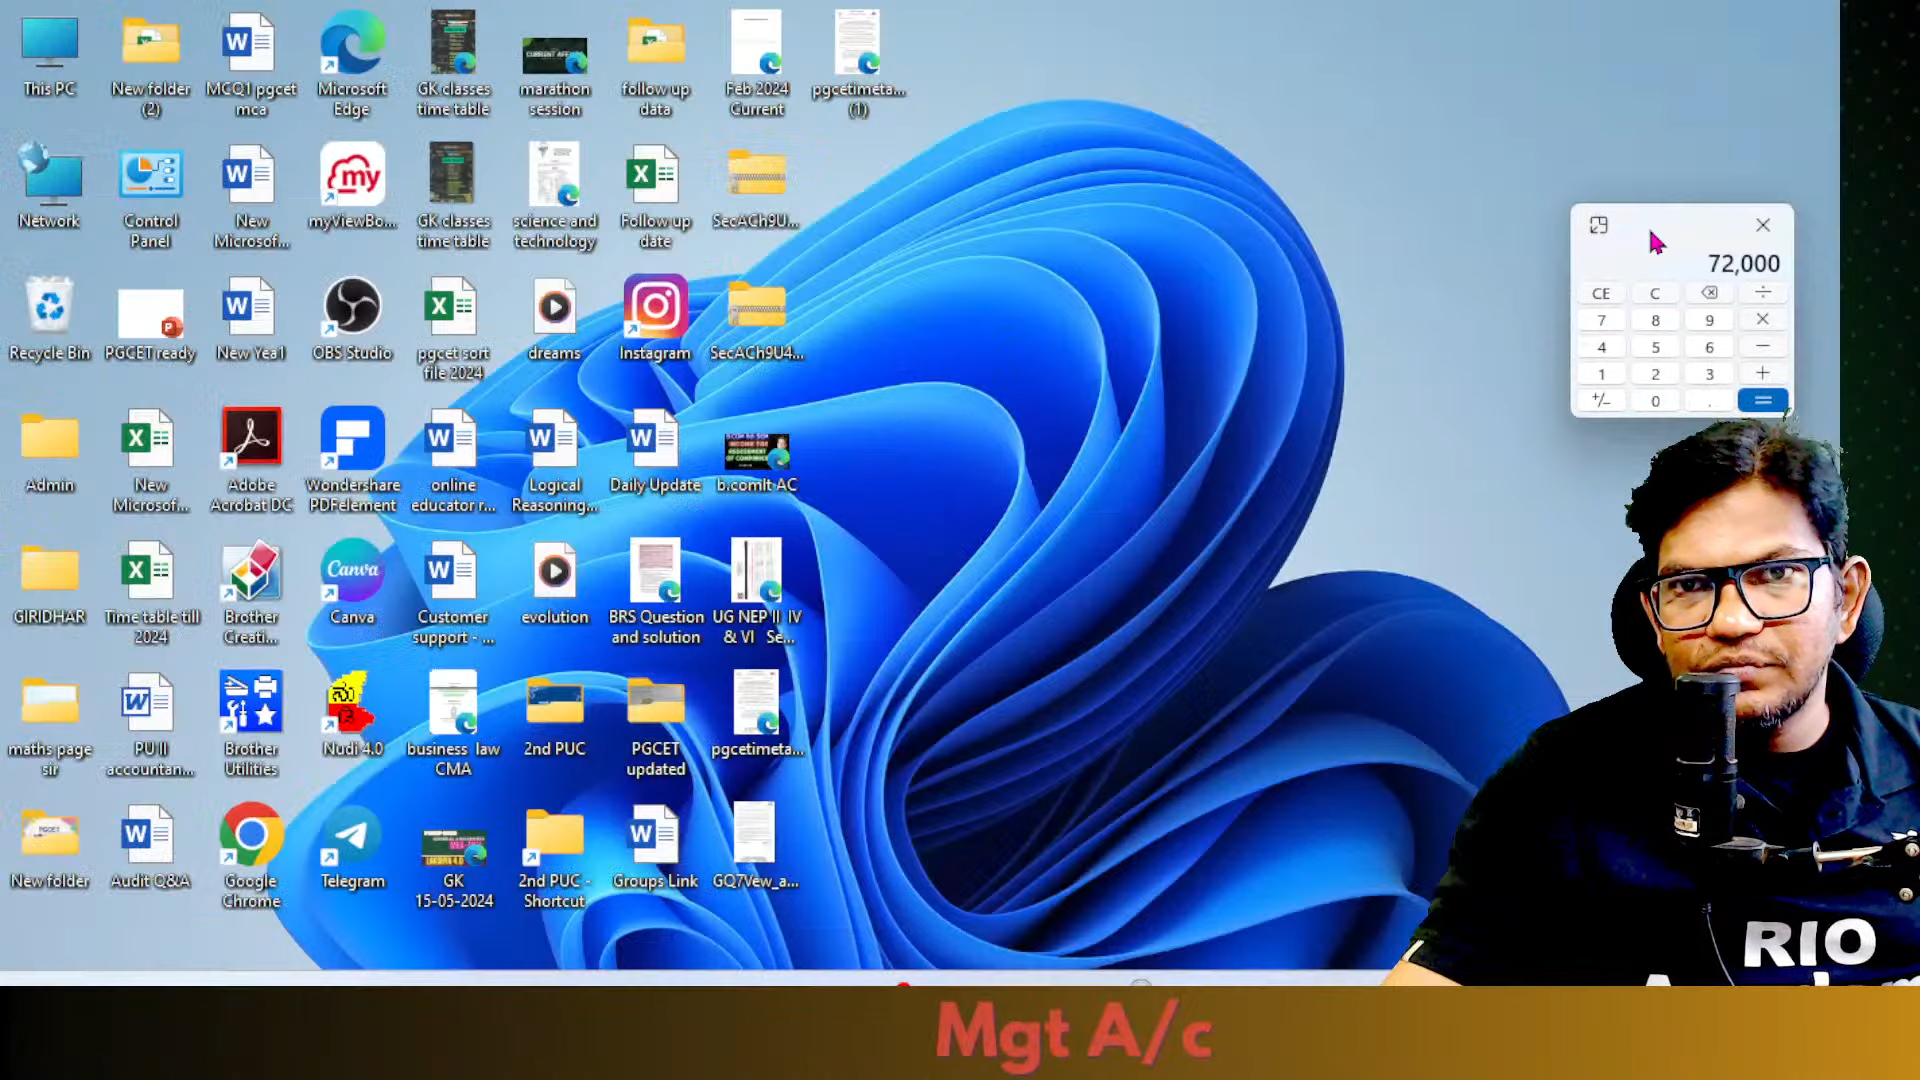 This PC
New folder
(2)
MCQ1 pgcet
mca
Microsoft
Edge
GK classes
time table
marathon
session
follow up
data
Feb 2024
Current
pgcetimeta...
(1)
Network
Control
Panel
New
Microsof...
myViewBo...
GK classes
time table
science and
technology
Follow up
date
SecACh9U...
Recycle Bin
PGCET ready
New Yea1
OBS Studio
pgcet sort
file 2024
dreams
Instagram
SecACh9U4...
Admin
New
Microsof...
Adobe
Acrobat DC
Wondershare
PDFelement
online
educator r...
Logical
Reasoning...
Daily Update
b.comIt AC
GIRIDHAR
Time table till
2024
Brother
Creati...
Canva
Customer
support - ...
evolution
BRS Question
and solution
UG NEP II IV
& VI Se...
maths page
sir
PU II
accountan...
Brother
Utilities
Nudi 4.0
business law
CMA
2nd PUC
PGCET
updated
pgcetimeta...
New folder
Audit Q&A
Google
Chrome
Telegram
GK
15-05-2024
2nd PUC -
Shortcut
Groups Link
GQ7Vew_a...
72,000
CE C ÷
7 8 9 ×
4 5 6 −
1 2 3 +
+/− 0 . =
RIO
Mgt A/c